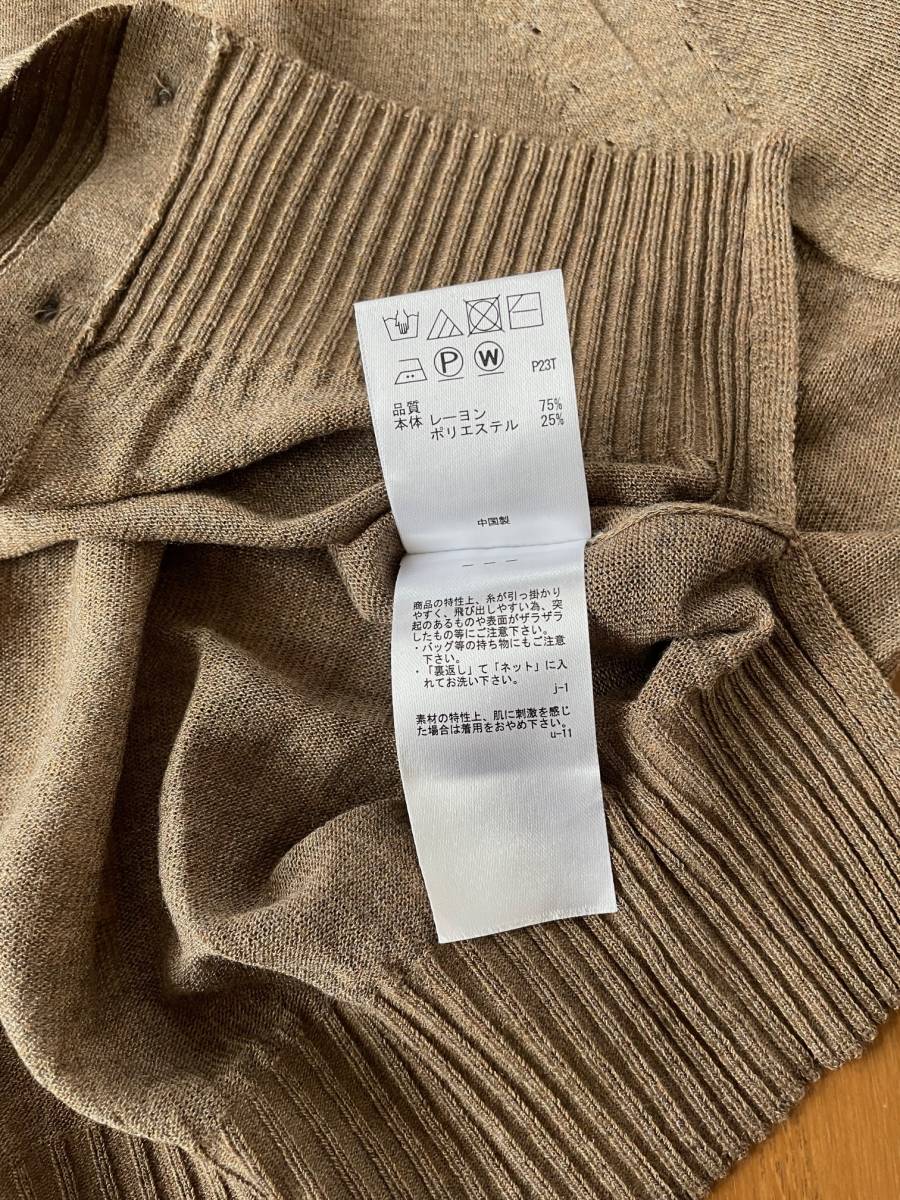 P W P23T
品質
本体 レーヨン 75%
ポリエステル 25%
中国製
商品の特性上、糸が引っ掛かり
やすく、飛び出しやすい為、突
起のあるものや表面がザラザラ
したもの等にご注意下さい。
・バッグ等の持ち物にもご注意
下さい。
・「裏返し」て「ネット」に入
れてお洗い下さい。
j-1
素材の特性上、肌に刺激を感じ
た場合は着用をおやめ下さい。
u-11